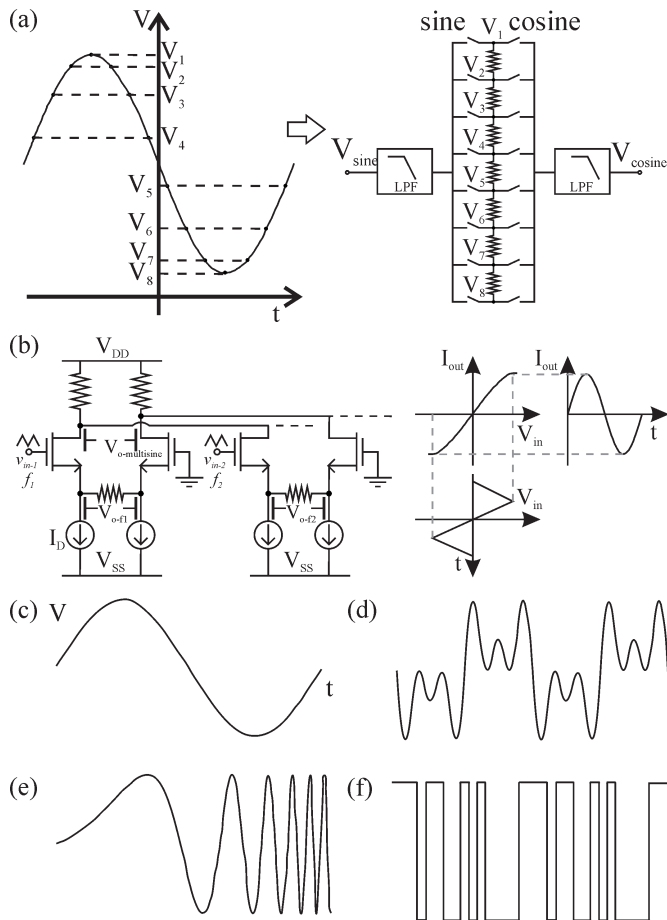 (a)
V
V1
V2
V3
V4
V5
V6
V7
V8
t
sine V1 cosine
V2
V3
V4
V5
V6
V7
V8
Vsine
LPF
LPF
Vcosine
(b)
VDD
Vo-multisine
vin-1
f1
vin-2
f2
Vo-f1
Vo-f2
ID
VSS
VSS
Iout
Vin
Iout
t
Vin
t
(c)
V
t
(d)
(e)
(f)